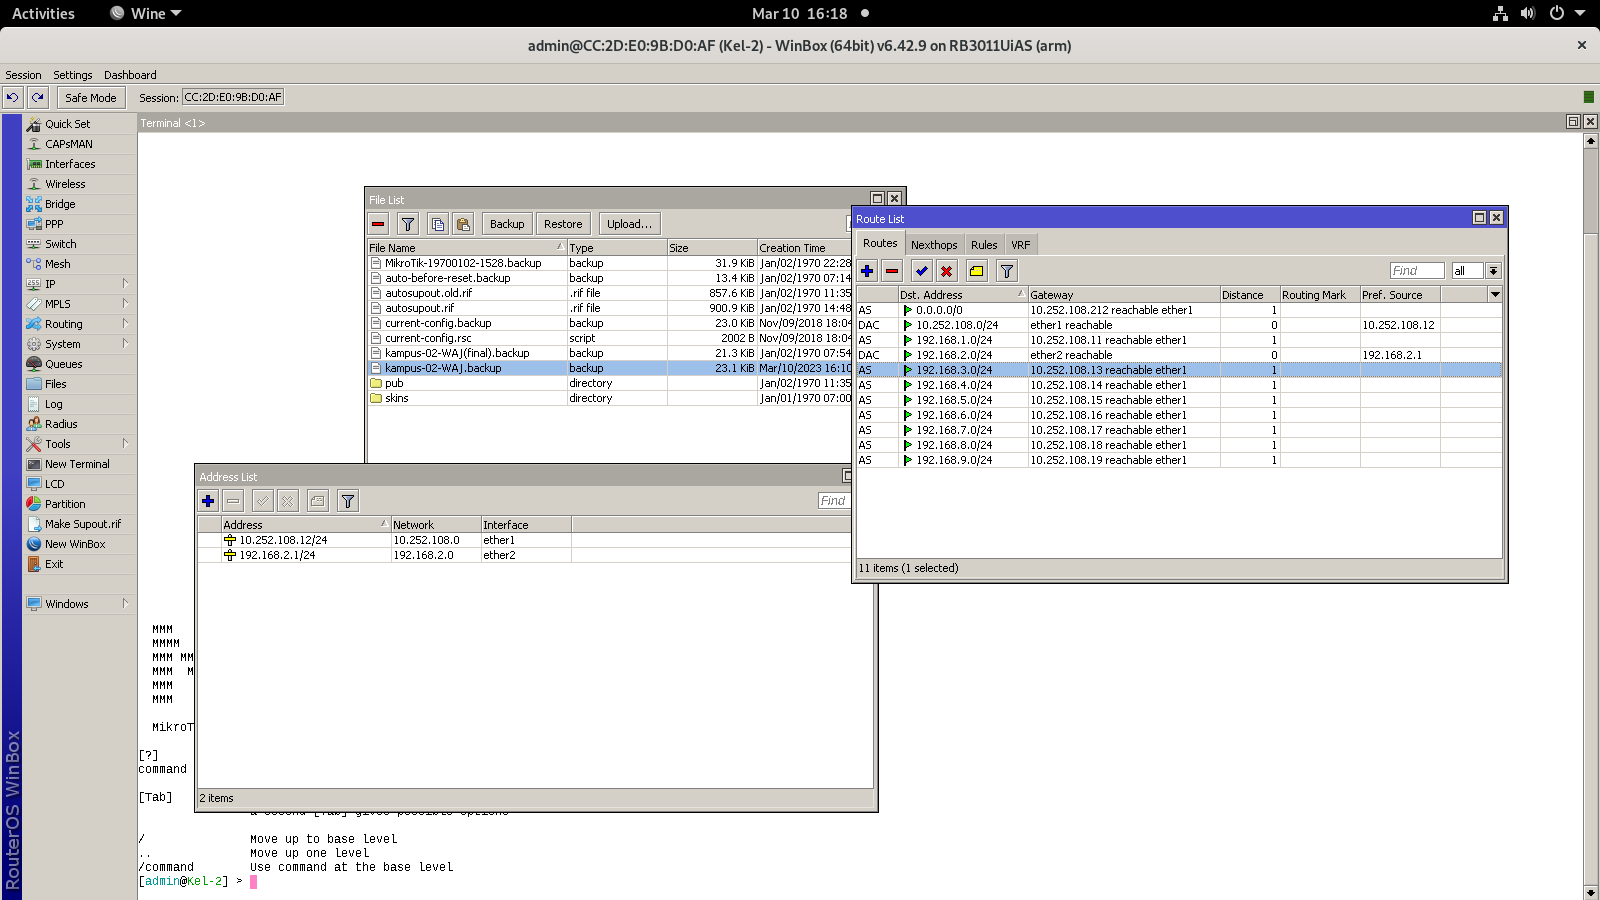 Activities Wine Mar 10 16:18
admin@CC:2D:E0:9B:D0:AF (Kel-2) - WinBox (64bit) v6.42.9 on RB3011UiAS (arm)
Session Settings Dashboard
Safe Mode Session: CC:2D:E0:9B:D0:AF
Quick Set
CAPsMAN
Interfaces
Wireless
Bridge
PPP
Switch
Mesh
IP
MPLS
Routing
System
Queues
Files
Log
Radius
Tools
New Terminal
LCD
Partition
Make Supout.rif
New WinBox
Exit
Windows
RouterOS WinBox
Terminal <1>
File List
Backup Restore Upload...
File Name Type Size Creation Time
MikroTik-19700102-1528.backup backup 31.9 KiB Jan/02/1970 22:28
auto-before-reset.backup backup 13.4 KiB Jan/02/1970 07:14
autosupout.old.rif .rif file 857.6 KiB Jan/02/1970 11:35
autosupout.rif .rif file 900.9 KiB Jan/02/1970 14:48
current-config.backup backup 23.0 KiB Nov/09/2018 18:04
current-config.rsc script 2002 B Nov/09/2018 18:04
kampus-02-WAJ(final).backup backup 21.3 KiB Jan/02/1970 07:54
kampus-02-WAJ.backup backup 23.1 KiB Mar/10/2023 16:10
pub directory Jan/02/1970 11:35
skins directory Jan/01/1970 07:00
Route List
Routes Nexthops Rules VRF
Find all
Dst. Address Gateway Distance Routing Mark Pref. Source
AS 0.0.0.0/0 10.252.108.212 reachable ether1 1
DAC 10.252.108.0/24 ether1 reachable 0 10.252.108.12
AS 192.168.1.0/24 10.252.108.11 reachable ether1 1
DAC 192.168.2.0/24 ether2 reachable 0 192.168.2.1
AS 192.168.3.0/24 10.252.108.13 reachable ether1 1
AS 192.168.4.0/24 10.252.108.14 reachable ether1 1
AS 192.168.5.0/24 10.252.108.15 reachable ether1 1
AS 192.168.6.0/24 10.252.108.16 reachable ether1 1
AS 192.168.7.0/24 10.252.108.17 reachable ether1 1
AS 192.168.8.0/24 10.252.108.18 reachable ether1 1
AS 192.168.9.0/24 10.252.108.19 reachable ether1 1
11 items (1 selected)
Address List
Find
Address Network Interface
10.252.108.12/24 10.252.108.0 ether1
192.168.2.1/24 192.168.2.0 ether2
2 items
MMM
MMMM
MMM MM
MMM M
MMM
MMM
MikroT
[?]
command
[Tab]
a second [Tab] gives possible options
/ Move up to base level
.. Move up one level
/command Use command at the base level
[admin@Kel-2] >